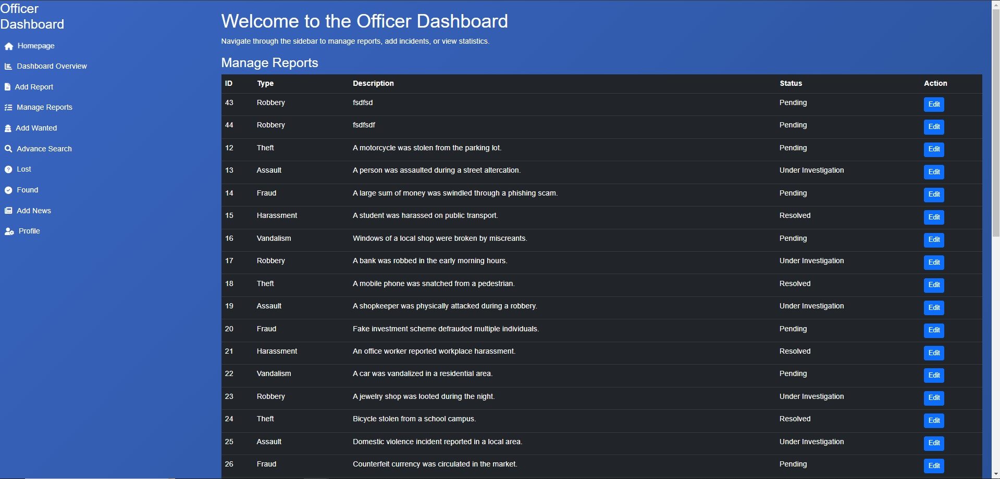 Officer
Dashboard
Homepage
Dashboard Overview
Add Report
Manage Reports
Add Wanted
Advance Search
Lost
Found
Add News
Profile
Welcome to the Officer Dashboard
Navigate through the sidebar to manage reports, add incidents, or view statistics.
Manage Reports
ID Type Description Status Action
43 Robbery fsdfsd Pending Edit
44 Robbery fsdfsdf Pending Edit
12 Theft A motorcycle was stolen from the parking lot. Pending Edit
13 Assault A person was assaulted during a street altercation. Under Investigation Edit
14 Fraud A large sum of money was swindled through a phishing scam. Pending Edit
15 Harassment A student was harassed on public transport. Resolved Edit
16 Vandalism Windows of a local shop were broken by miscreants. Pending Edit
17 Robbery A bank was robbed in the early morning hours. Under Investigation Edit
18 Theft A mobile phone was snatched from a pedestrian. Resolved Edit
19 Assault A shopkeeper was physically attacked during a robbery. Under Investigation Edit
20 Fraud Fake investment scheme defrauded multiple individuals. Pending Edit
21 Harassment An office worker reported workplace harassment. Resolved Edit
22 Vandalism A car was vandalized in a residential area. Pending Edit
23 Robbery A jewelry shop was looted during the night. Under Investigation Edit
24 Theft Bicycle stolen from a school campus. Resolved Edit
25 Assault Domestic violence incident reported in a local area. Under Investigation Edit
26 Fraud Counterfeit currency was circulated in the market. Pending Edit